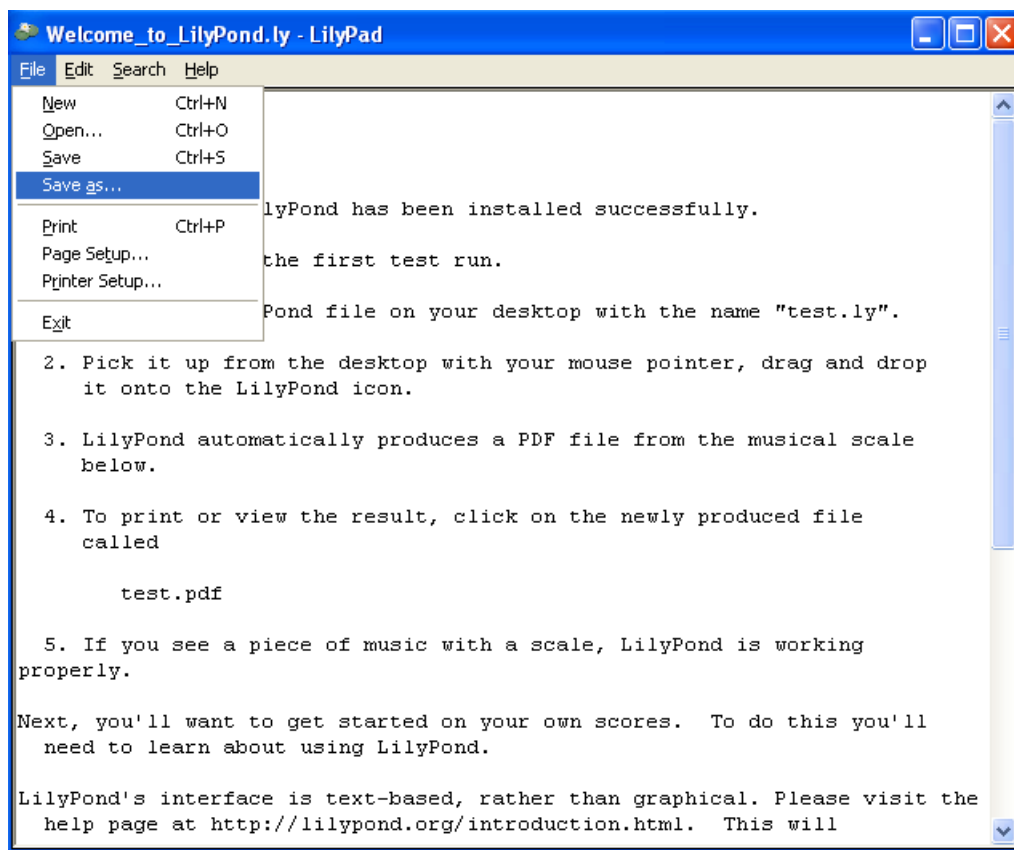 Welcome_to_LilyPond.ly - LilyPad
File Edit Search Help
New Ctrl+N
Open... Ctrl+O
Save Ctrl+S
Save as...
Print Ctrl+P
Page Setup...
Printer Setup...
Exit
lyPond has been installed successfully.
the first test run.
Pond file on your desktop with the name "test.ly".
2. Pick it up from the desktop with your mouse pointer, drag and drop
it onto the LilyPond icon.
3. LilyPond automatically produces a PDF file from the musical scale
below.
4. To print or view the result, click on the newly produced file
called
test.pdf
5. If you see a piece of music with a scale, LilyPond is working
properly.
Next, you'll want to get started on your own scores.  To do this you'll
need to learn about using LilyPond.
LilyPond's interface is text-based, rather than graphical. Please visit the
help page at http://lilypond.org/introduction.html.  This will